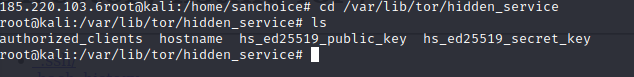 185.220.103.6root@kali:/home/sanchoice# cd /var/lib/tor/hidden_service
root@kali:/var/lib/tor/hidden_service# ls
authorized_clients  hostname  hs_ed25519_public_key  hs_ed25519_secret_key
root@kali:/var/lib/tor/hidden_service#